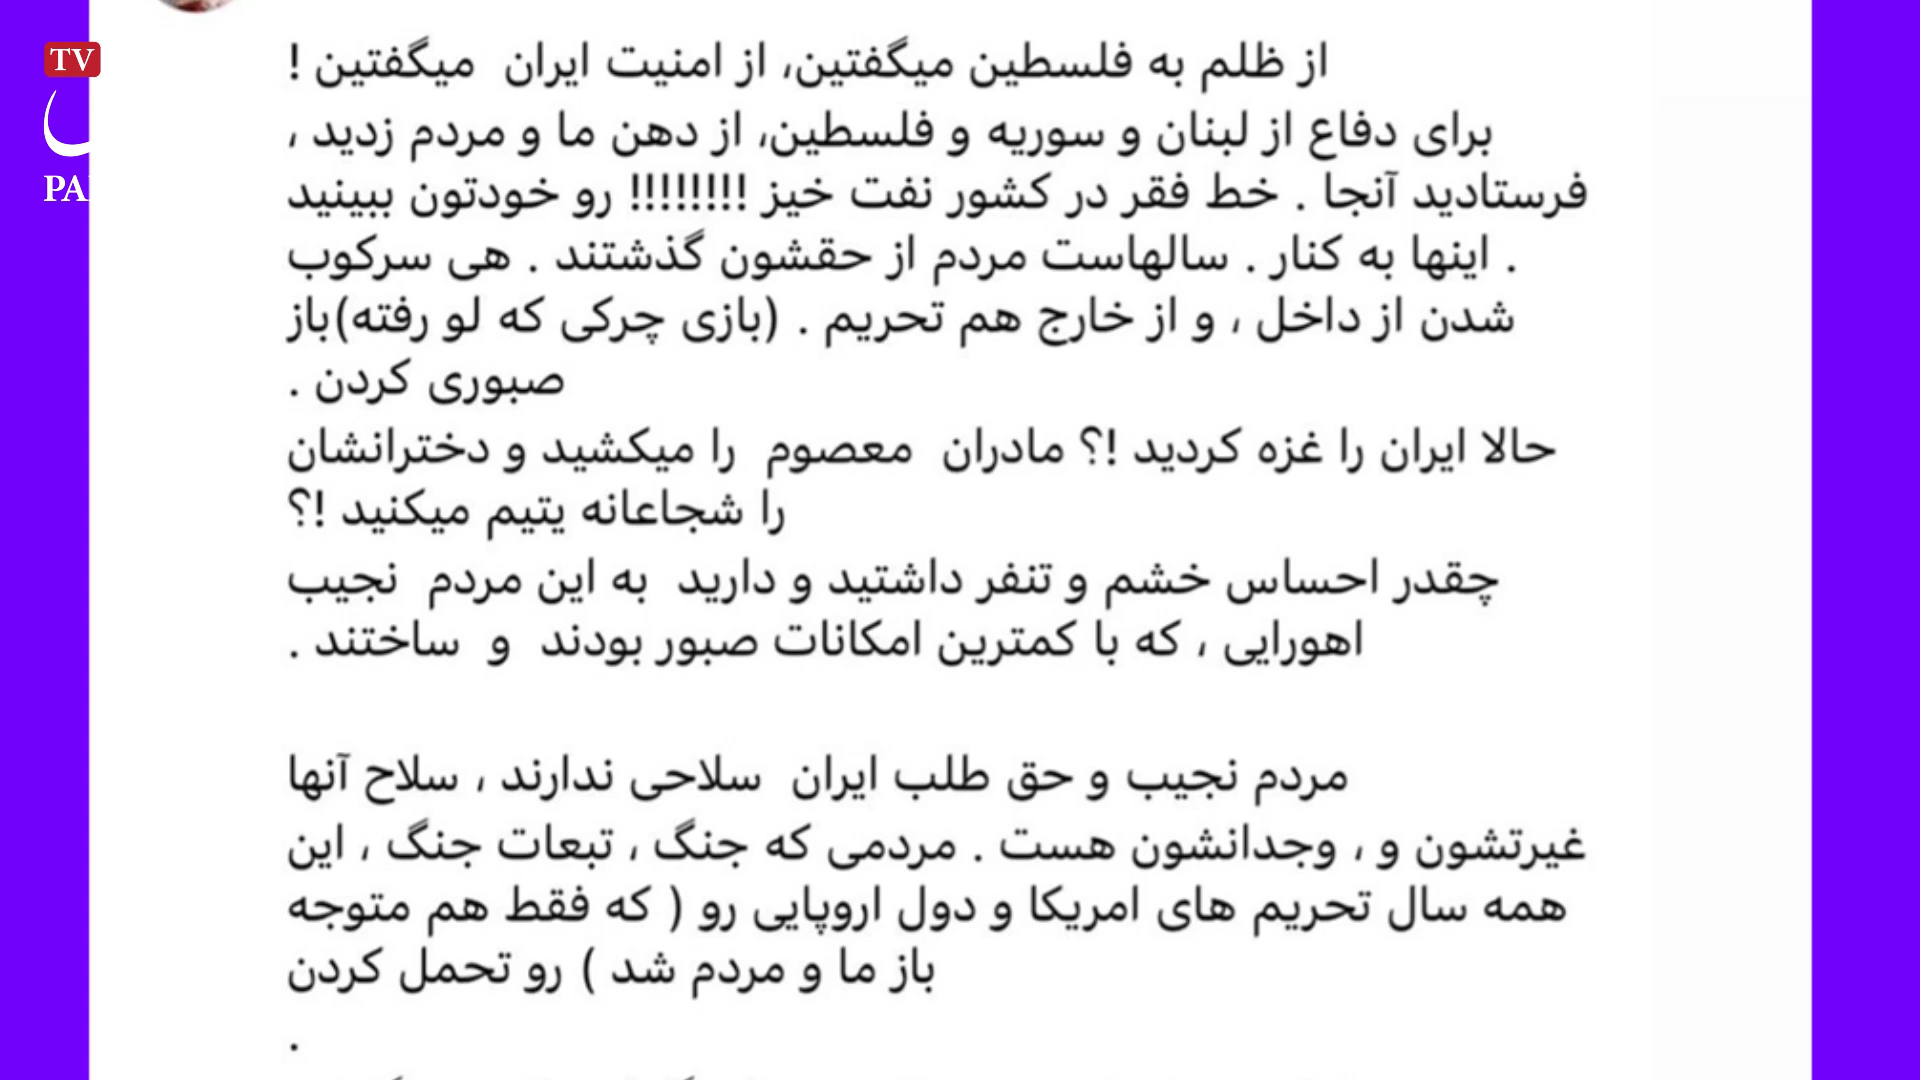 TV
PA
از ظلم به فلسطین میگفتین، از امنیت ایران میگفتین !
برای دفاع از لبنان و سوریه و فلسطین، از دهن ما و مردم زدید ،
فرستادید آنجا . خط فقر در کشور نفت خیز !!!!!!!! رو خودتون ببینید
. اینها به کنار . سالهاست مردم از حقشون گذشتند . هی سرکوب
شدن از داخل ، و از خارج هم تحریم . (بازی چرکی که لو رفته)باز
صبوری کردن .
حالا ایران را غزه کردید !؟ مادران معصوم را میکشید و دخترانشان
را شجاعانه یتیم میکنید !؟
چقدر احساس خشم و تنفر داشتید و دارید به این مردم نجیب
اهورایی ، که با کمترین امکانات صبور بودند و ساختند .
مردم نجیب و حق طلب ایران سلاحی ندارند ، سلاح آنها
غیرتشون و ، وجدانشون هست . مردمی که جنگ ، تبعات جنگ ، این
همه سال تحریم های امریکا و دول اروپایی رو ( که فقط هم متوجه
باز ما و مردم شد ) رو تحمل کردن
.